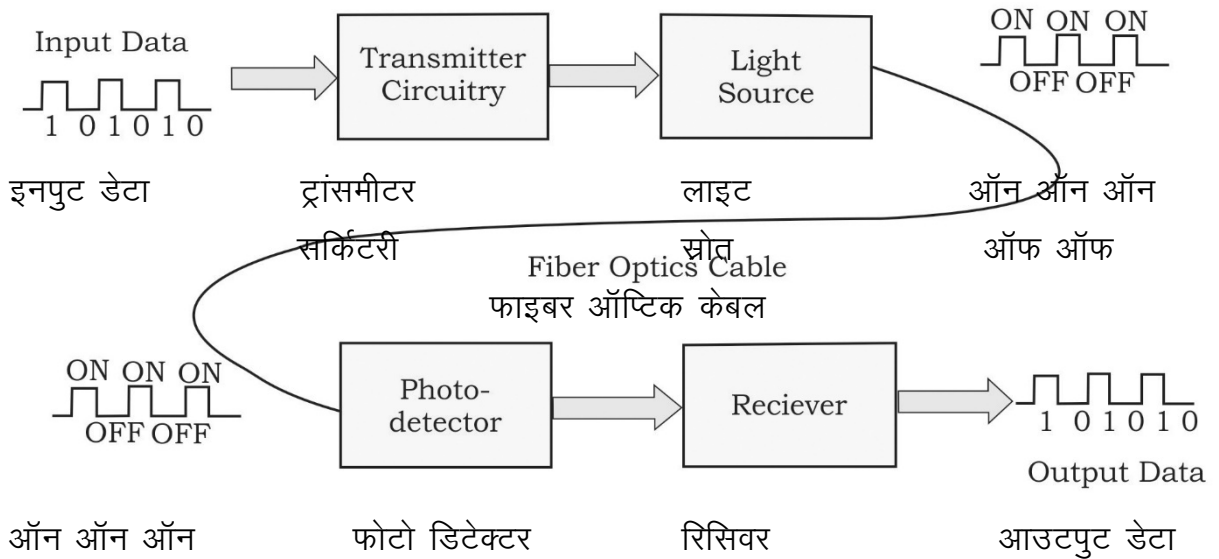 ON ON ON
OFF OFF
Input Data
1 0 1 0 1 0
Transmitter
Circuitry
Light
Source
इनपुट डेटा
ट्रांसमीटर
सर्किटरी
लाइट
स्रोत
ऑन ऑन ऑन
ऑफ ऑफ
Fiber Optics Cable
फाइबर ऑप्टिक केबल
ON ON ON
OFF OFF
Photo-
detector
Reciever
1 0 1 0 1 0
Output Data
ऑन ऑन ऑन
फोटो डिटेक्टर
रिसिवर
आउटपुट डेटा